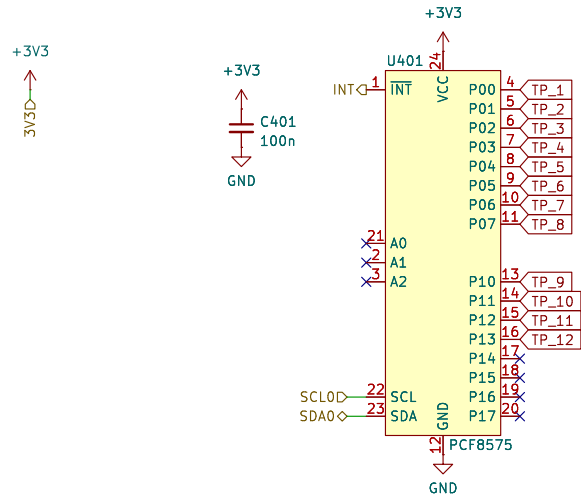 +3V3
3V3
+3V3
C401
100n
GND
+3V3
U401
24
VCC
INT 1 INT
P00 4 TP_1
P01 5 TP_2
P02 6 TP_3
P03 7 TP_4
P04 8 TP_5
P05 9 TP_6
P06 10 TP_7
P07 11 TP_8
21 A0
2 A1
3 A2
P10 13 TP_9
P11 14 TP_10
P12 15 TP_11
P13 16 TP_12
P14 17
P15 18
P16 19
P17 20
SCL0 22 SCL
SDA0 23 SDA
GND
12
PCF8575
GND